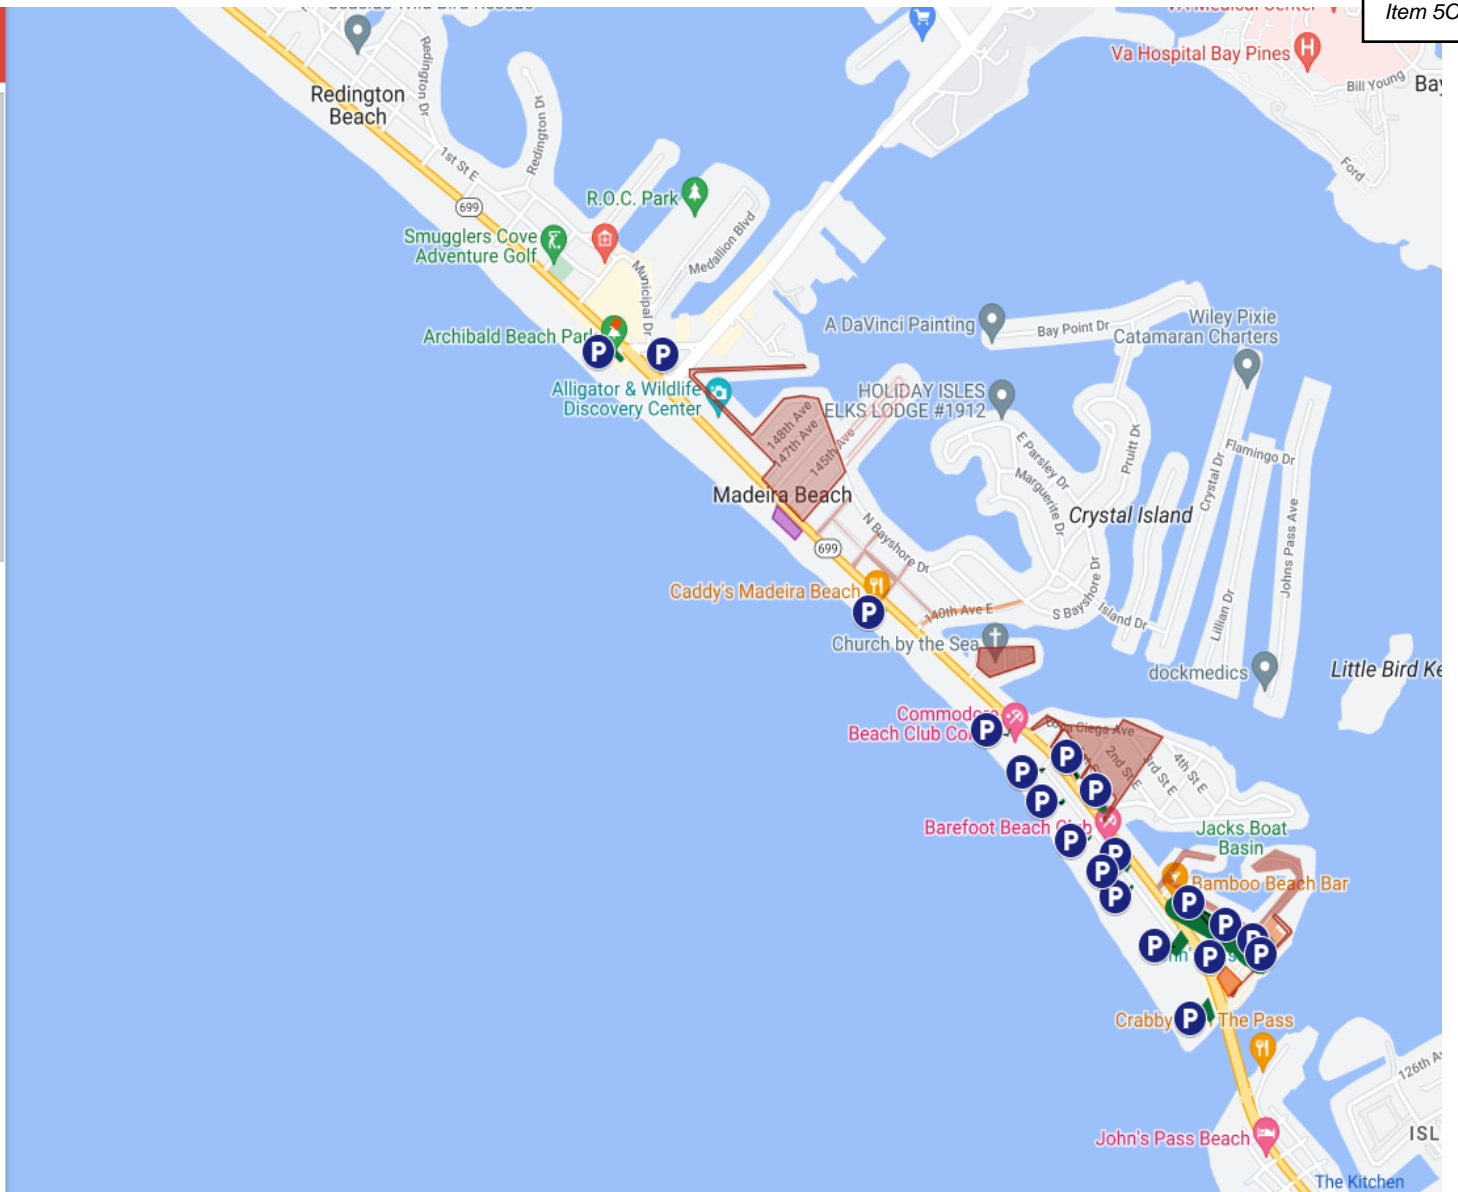 Item 5C
Va Hospital Bay Pines
H
Bill Young
Bay
Redington
Beach
Redington Dr
Redington Dr
1st St E
Ford
699
R.O.C. Park
Smugglers Cove
Adventure Golf
Medallion Blvd
Municipal Dr
A DaVinci Painting
Bay Point Dr
Wiley Pixie
Catamaran Charters
Archibald Beach Park
P
P
Alligator & Wildlife
Discovery Center
HOLIDAY ISLES
ELKS LODGE #1912
148th Ave
147th Ave
145th Ave
E Parsley Dr
Marguerite Dr
Pruitt Dr
Flamingo Dr
Crystal Dr
Madeira Beach
Crystal Island
N Bayshore Dr
Johns Pass Ave
699
Caddy's Madeira Beach
P
140th Ave E
S Bayshore Dr
Island Dr
Lillian Dr
Church by the Sea
dockmedics
Little Bird Ke
Commodore
Beach Club Co
P
Ciega Ave
P
P
P
P
2nd St E
3rd St E
4th St E
Barefoot Beach Club
Jacks Boat
Basin
P
P
P
P
Bamboo Beach Bar
P
P
P
P
P
P
Crabby
P
The Pass
126th A
John's Pass Beach
ISL
The Kitchen